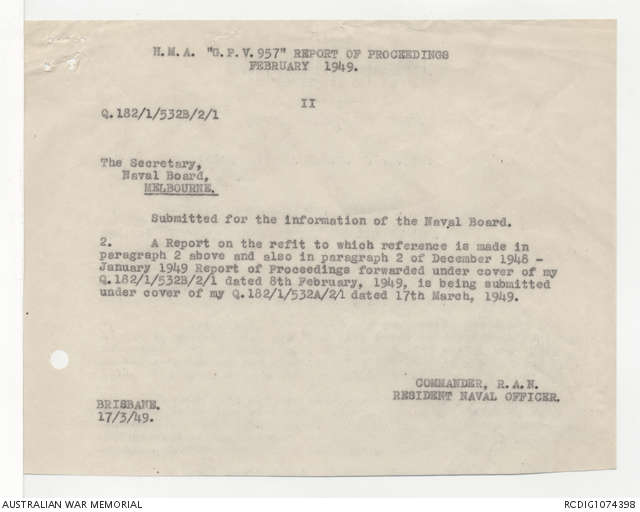 H.M.A. "G.P.V. 957" REPORT OF PROCEEDINGS
FEBRUARY 1949.
II
Q.182/1/532B/2/1
The Secretary,
Naval Board,
MELBOURNE.
Submitted for the information of the Naval Board.
2. A Report on the refit to which reference is made in
paragraph 2 above and also in paragraph 2 of December 1948 -
January 1949 Report of Proceedings forwarded under cover of my
Q.182/1/532B/2/1 dated 8th February, 1949, is being submitted
under cover of my Q.182/1/532A/2/1 dated 17th March, 1949.
COMMANDER, R.A.N.
RESIDENT NAVAL OFFICER.
BRISBANE.
17/3/49.
AUSTRALIAN WAR MEMORIAL
RCDIG1074398